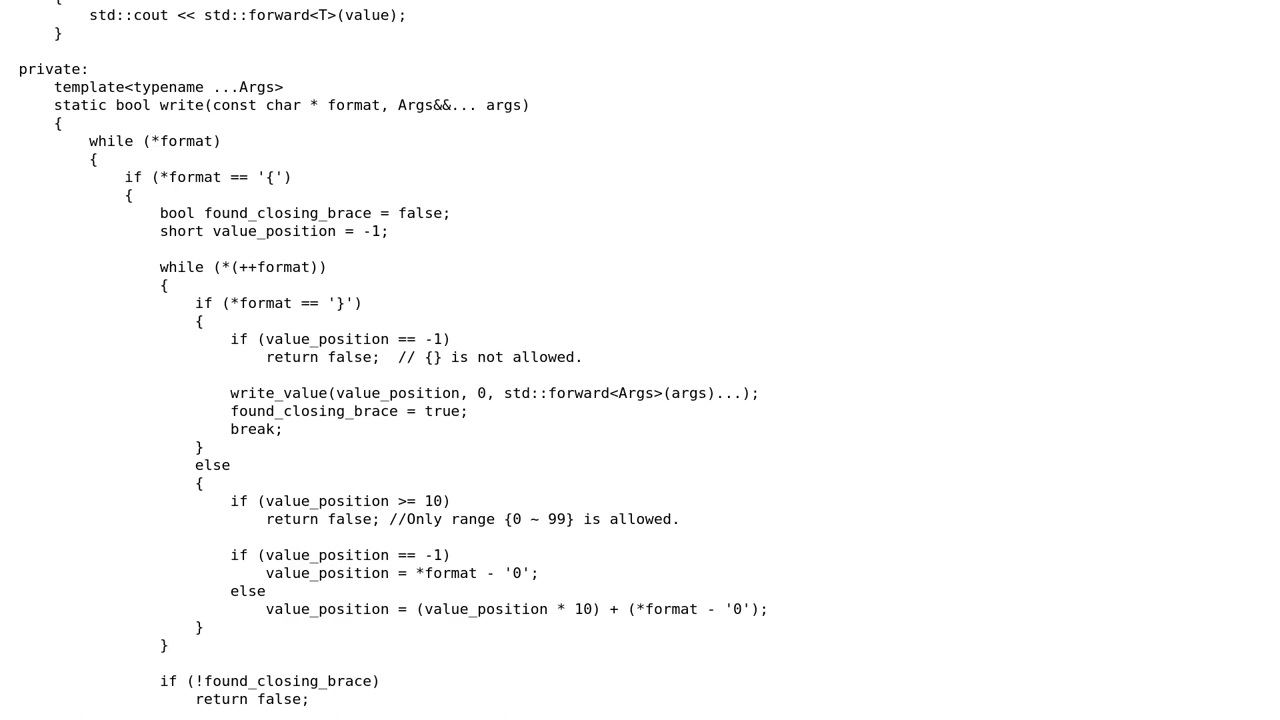 {
        std::cout << std::forward<T>(value);
    }

private:
    template<typename ...Args>
    static bool write(const char * format, Args&&... args)
    {
        while (*format)
        {
            if (*format == '{')
            {
                bool found_closing_brace = false;
                short value_position = -1;

                while (*(++format))
                {
                    if (*format == '}')
                    {
                        if (value_position == -1)
                            return false;  // {} is not allowed.

                        write_value(value_position, 0, std::forward<Args>(args)...);
                        found_closing_brace = true;
                        break;
                    }
                    else
                    {
                        if (value_position >= 10)
                            return false; //Only range {0 ~ 99} is allowed.

                        if (value_position == -1)
                            value_position = *format - '0';
                        else
                            value_position = (value_position * 10) + (*format - '0');
                    }
                }

                if (!found_closing_brace)
                    return false;